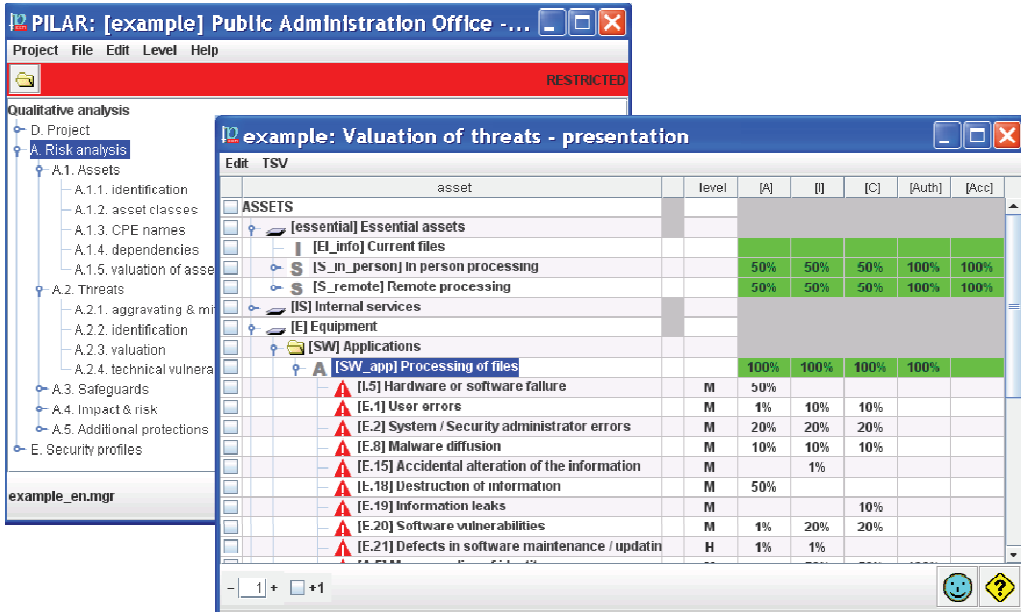 PILAR: [example] Public Administration Office -...
Project File Edit Level Help
RESTRICTED
Qualitative analysis
D. Project
A. Risk analysis
A.1. Assets
A.1.1. identification
A.1.2. asset classes
A.1.3. CPE names
A.1.4. dependencies
A.1.5. valuation of asse
A.2. Threats
A.2.1. aggravating & mi
A.2.2. identification
A.2.3. valuation
A.2.4. technical vulnera
A.3. Safeguards
A.4. Impact & risk
A.5. Additional protections
E. Security profiles
example_en.mgr
example: Valuation of threats - presentation
Edit TSV
asset level [A] [I] [C] [Auth] [Acc]
ASSETS
[essential] Essential assets
[EI_info] Current files
S [S_in_person] In person processing 50% 50% 50% 100% 100%
S [S_remote] Remote processing 50% 50% 50% 100% 100%
[IS] Internal services
[E] Equipment
[SW] Applications
A [SW_app] Processing of files 100% 100% 100% 100%
[I.5] Hardware or software failure M 50%
[E.1] User errors M 1% 10% 10%
[E.2] System / Security administrator errors M 20% 20% 20%
[E.8] Malware diffusion M 10% 10% 10%
[E.15] Accidental alteration of the information M 1%
[E.18] Destruction of information M 50%
[E.19] Information leaks M 10%
[E.20] Software vulnerabilities M 1% 20% 20%
[E.21] Defects in software maintenance / updatin H 1% 1%
- 1 + +1